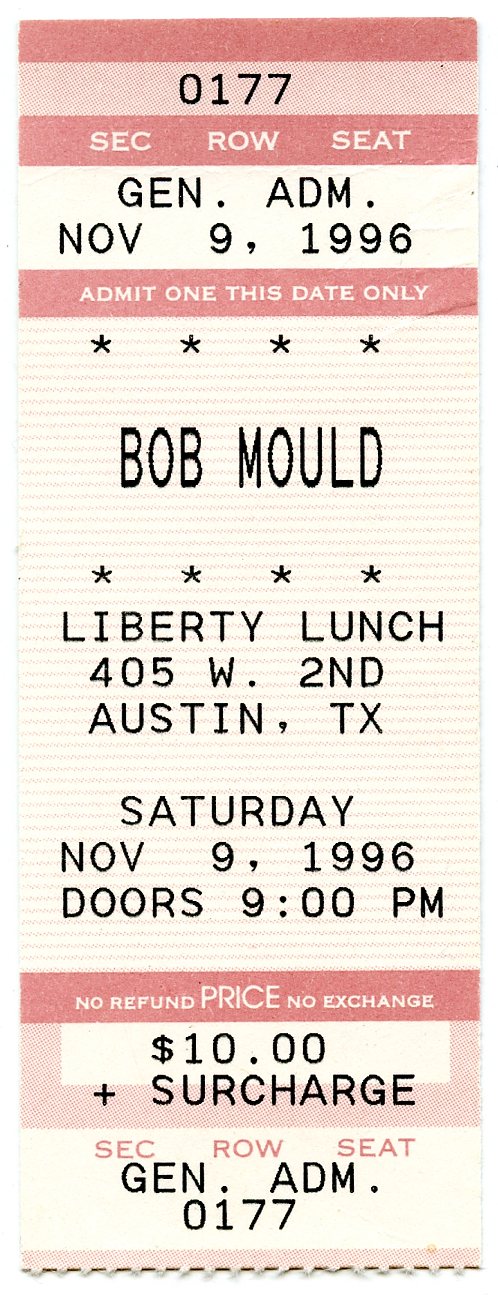 0177
SEC ROW SEAT
GEN. ADM.
NOV 9, 1996
ADMIT ONE THIS DATE ONLY
* * * *
BOB MOULD
* * * *
LIBERTY LUNCH
405 W. 2ND
AUSTIN, TX
SATURDAY
NOV 9, 1996
DOORS 9:00 PM
NO REFUND PRICE NO EXCHANGE
$10.00
+ SURCHARGE
SEC ROW SEAT
GEN. ADM.
0177